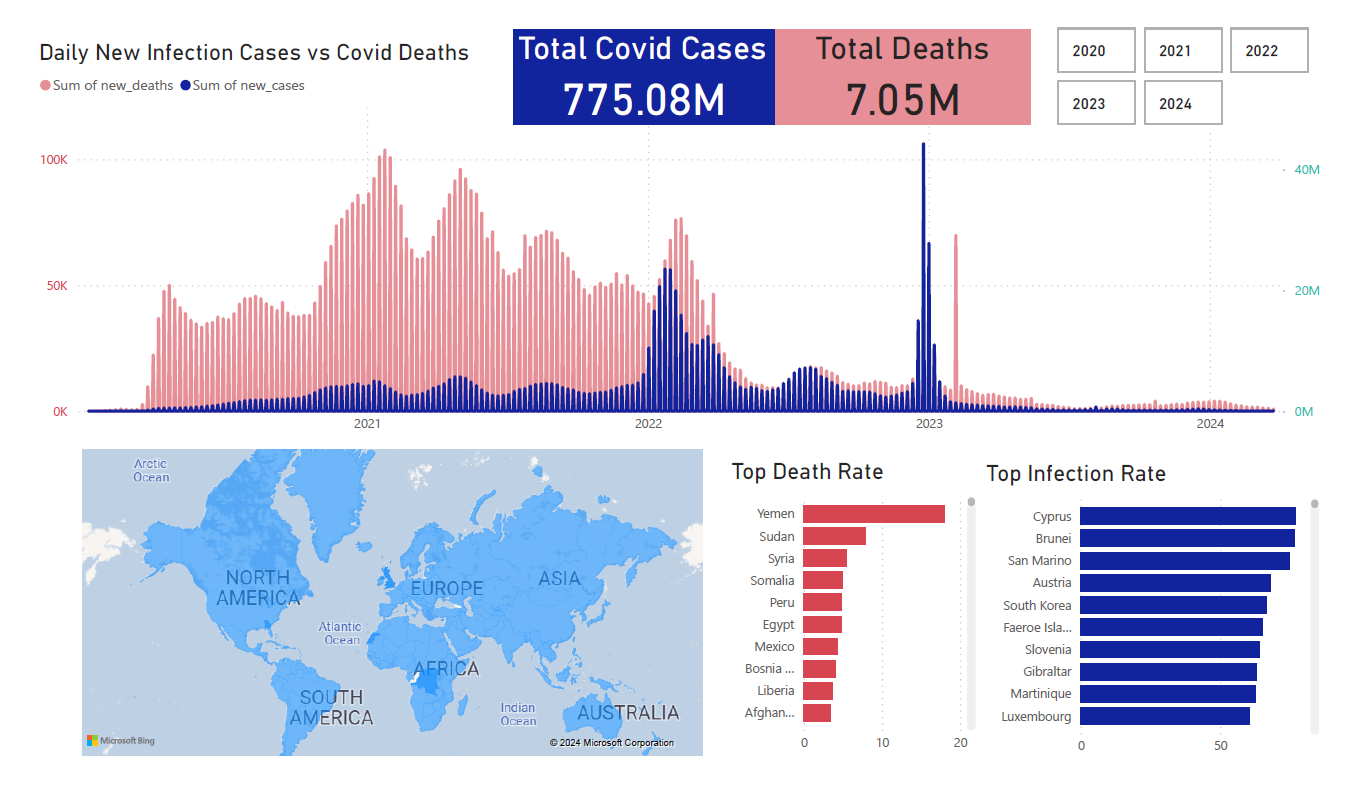 Daily New Infection Cases vs Covid Deaths
Sum of new_deaths Sum of new_cases
Total Covid Cases
775.08M
Total Deaths
7.05M
2020 2021 2022
2023 2024
100K
50K
0K
40M
20M
0M
2021 2022 2023 2024
Arctic
Ocean
NORTH
AMERICA
EUROPE
ASIA
Atlantic
Ocean
AFRICA
SOUTH
AMERICA
Indian
Ocean
AUSTRALIA
Microsoft Bing
© 2024 Microsoft Corporation
Top Death Rate
Yemen
Sudan
Syria
Somalia
Peru
Egypt
Mexico
Bosnia ...
Liberia
Afghan...
0 10 20
Top Infection Rate
Cyprus
Brunei
San Marino
Austria
South Korea
Faeroe Isla...
Slovenia
Gibraltar
Martinique
Luxembourg
0 50